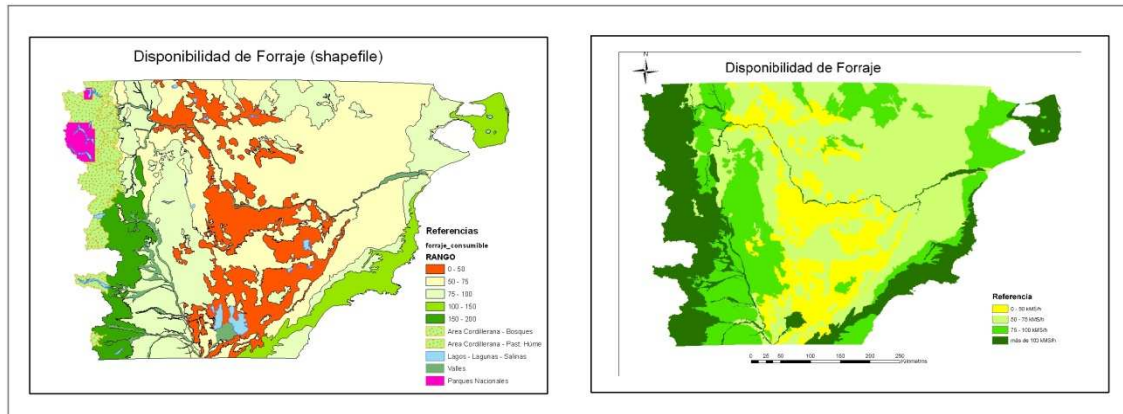 Disponibilidad de Forraje (shapefile)
Referencias
forraje_consumible
RANGO
0 - 50
50 - 75
75 - 100
100 - 150
150 - 200
Area Cordillerana - Bosques
Area Cordillerana - Past. Húme
Lagos - Lagunas - Salinas
Valles
Parques Nacionales
N
Disponibilidad de Forraje
Referencia
0 - 50 kMS/h
50 - 75 kMS/h
75 - 100 kMS/h
más de 100 kMS/h
0 25 50 100 150 200 250